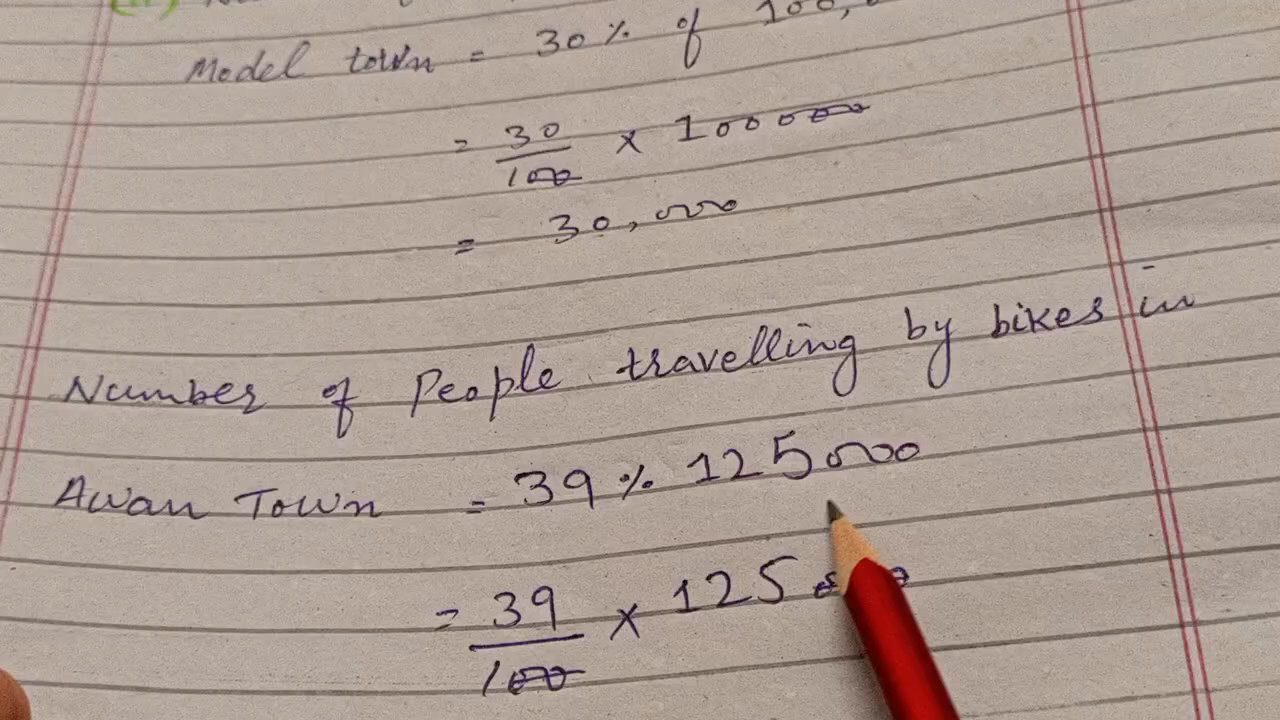 (ii)
Model town = 30% of 100,
= 30/100 × 100000
= 30,000
Number of People travelling by bikes in
Awan Town = 39% 125000
= 39/100 × 125